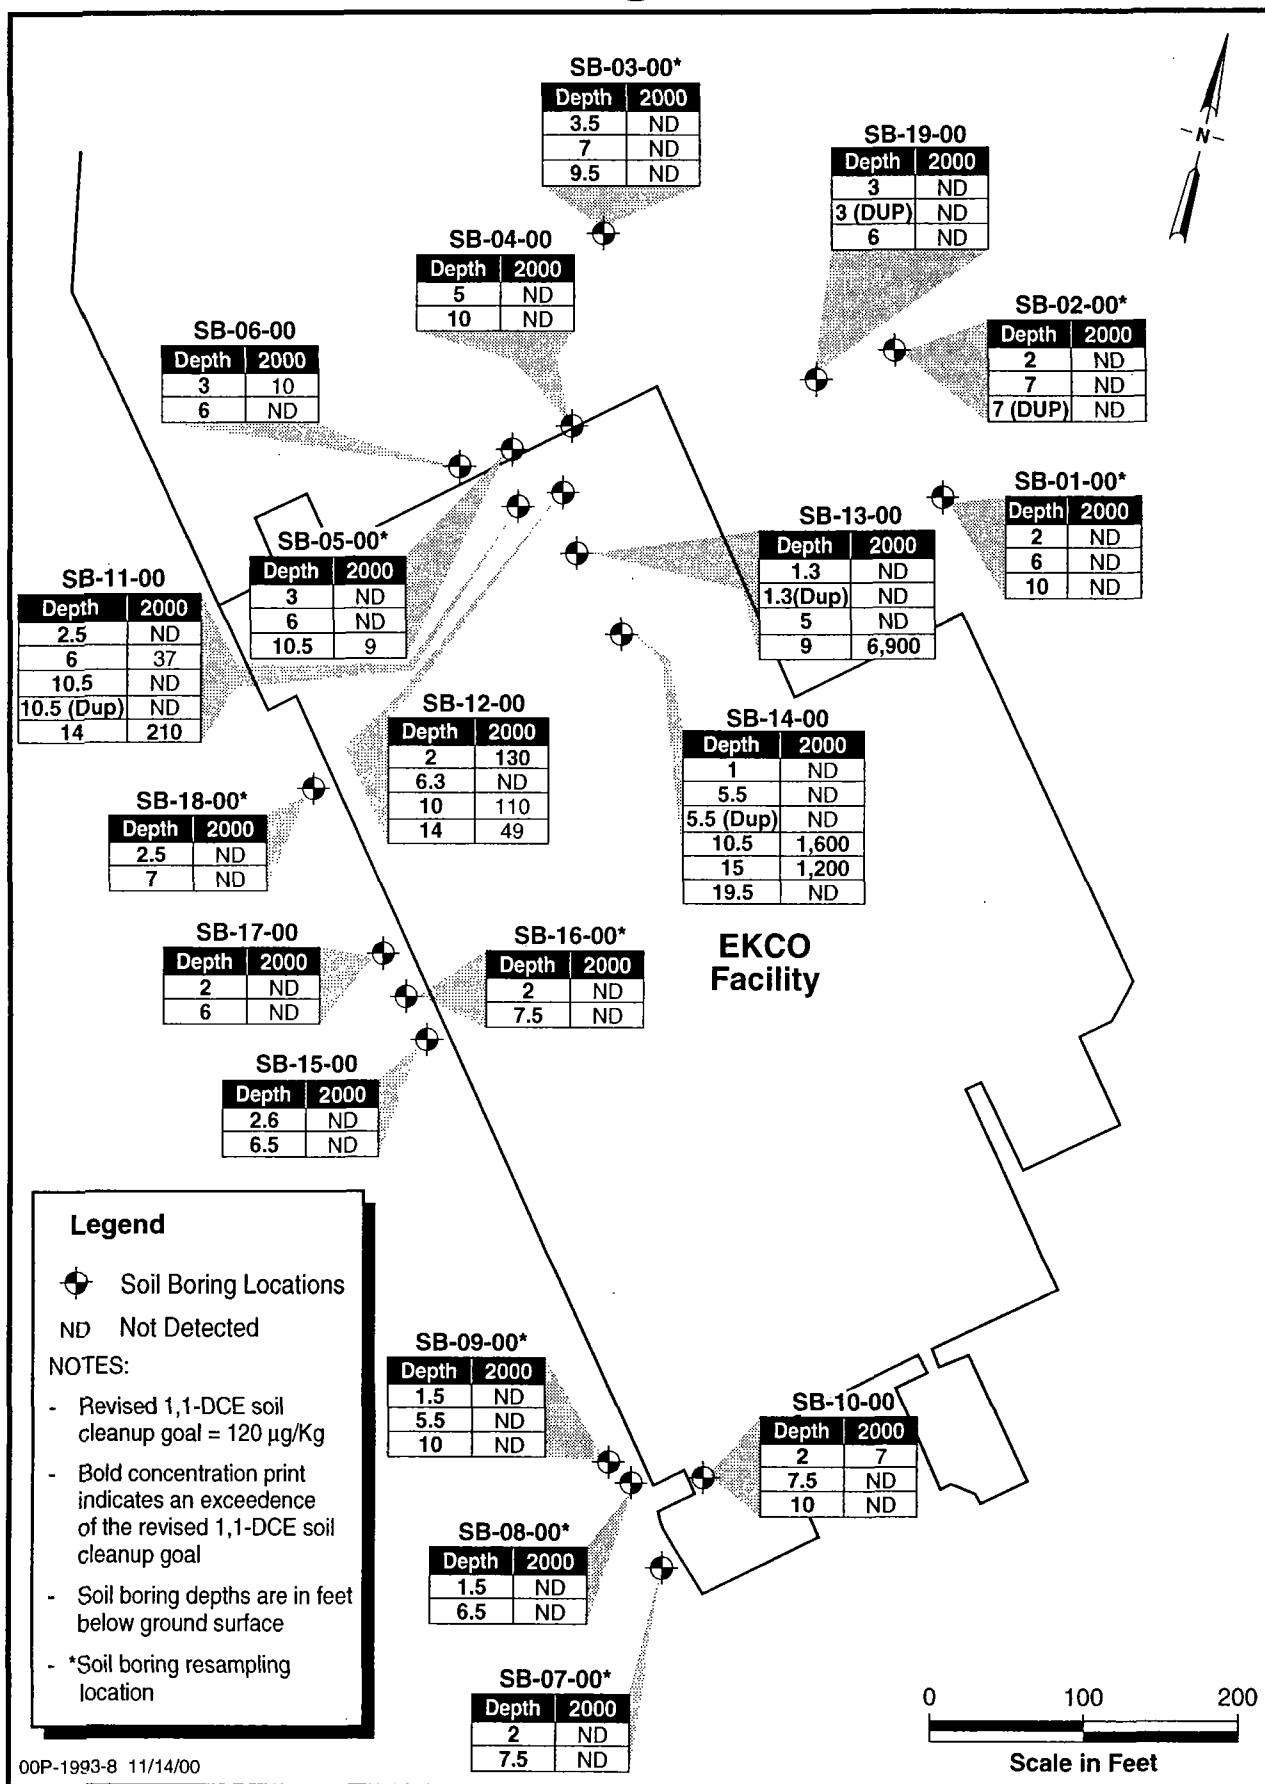 SB-03-00*
Depth 2000
3.5 ND
7 ND
9.5 ND
N
SB-19-00
Depth 2000
3 ND
3 (DUP) ND
6 ND
SB-04-00
Depth 2000
5 ND
10 ND
SB-02-00*
Depth 2000
2 ND
7 ND
7 (DUP) ND
SB-06-00
Depth 2000
3 10
6 ND
SB-01-00*
Depth 2000
2 ND
6 ND
10 ND
SB-13-00
Depth 2000
1.3 ND
1.3(Dup) ND
5 ND
9 6,900
SB-05-00*
Depth 2000
3 ND
6 ND
10.5 9
SB-11-00
Depth 2000
2.5 ND
6 37
10.5 ND
10.5 (Dup) ND
14 210
SB-12-00
Depth 2000
2 130
6.3 ND
10 110
14 49
SB-14-00
Depth 2000
1 ND
5.5 ND
5.5 (Dup) ND
10.5 1,600
15 1,200
19.5 ND
SB-18-00*
Depth 2000
2.5 ND
7 ND
EKCO
Facility
SB-17-00
Depth 2000
2 ND
6 ND
SB-16-00*
Depth 2000
2 ND
7.5 ND
SB-15-00
Depth 2000
2.6 ND
6.5 ND
Legend
Soil Boring Locations
ND Not Detected
NOTES:
- Revised 1,1-DCE soil
cleanup goal = 120 µg/Kg
- Bold concentration print
indicates an exceedence
of the revised 1,1-DCE soil
cleanup goal
- Soil boring depths are in feet
below ground surface
- *Soil boring resampling
location
SB-09-00*
Depth 2000
1.5 ND
5.5 ND
10 ND
SB-10-00
Depth 2000
2 7
7.5 ND
10 ND
SB-08-00*
Depth 2000
1.5 ND
6.5 ND
SB-07-00*
Depth 2000
2 ND
7.5 ND
0 100 200
Scale in Feet
00P-1993-8 11/14/00